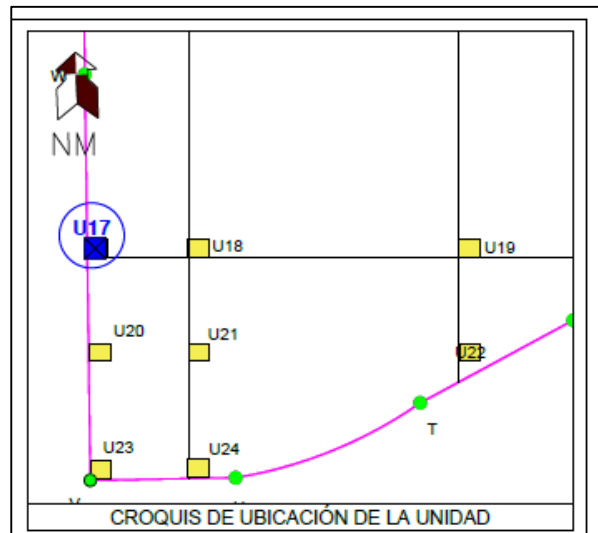 W
NM
U17
U18
U19
U20
U21
U22
T
U23
U24
CROQUIS DE UBICACIÓN DE LA UNIDAD